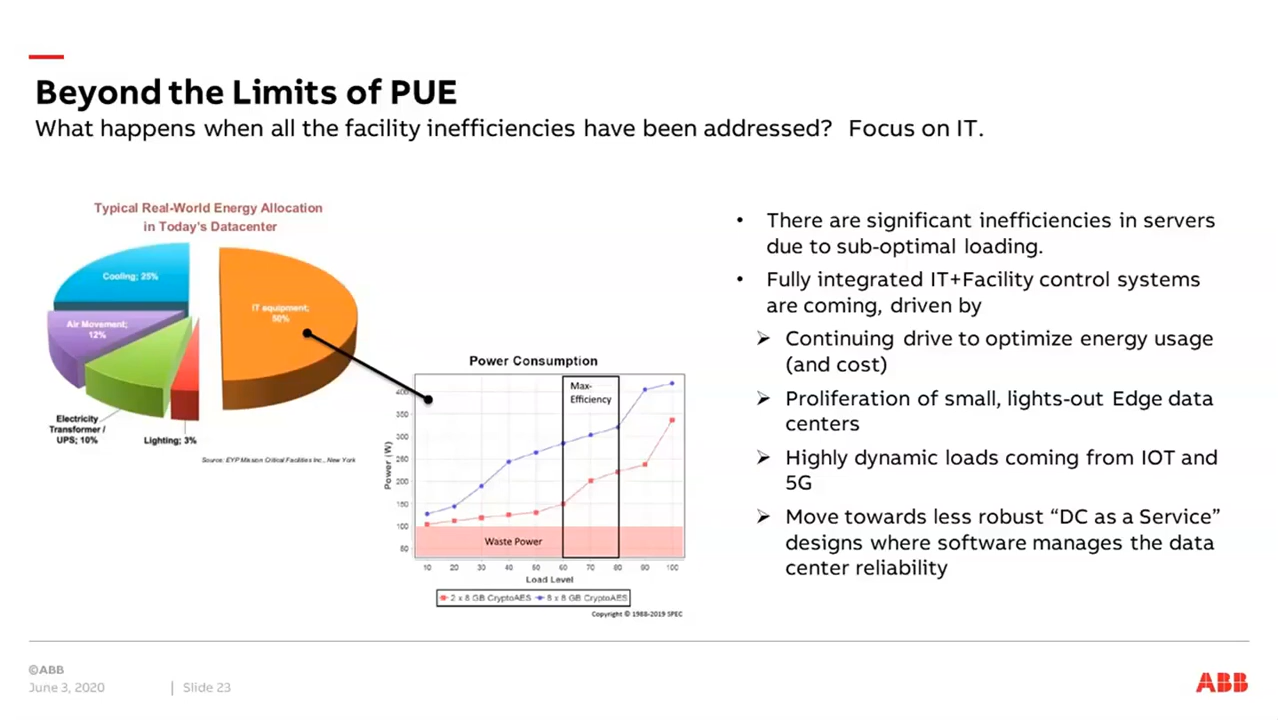 Beyond the Limits of PUE
What happens when all the facility inefficiencies have been addressed?  Focus on IT.
Typical Real-World Energy Allocation
in Today's Datacenter
Cooling; 25%
IT equipment;
50%
Air Movement;
12%
Electricity
Transformer /
UPS; 10%
Lighting; 3%
Source: EYP Mission Critical Facilities Inc., New York
Power Consumption
Max-
Efficiency
Power (W)
400
350
300
250
200
150
100
50
Waste Power
10 20 30 40 50 60 70 80 90 100
Load Level
2 x 8 GB CryptoAES 8 x 8 GB CryptoAES
Copyright © 1988-2019 SPEC
• There are significant inefficiencies in servers
due to sub-optimal loading.
• Fully integrated IT+Facility control systems
are coming, driven by
➢ Continuing drive to optimize energy usage
(and cost)
➢ Proliferation of small, lights-out Edge data
centers
➢ Highly dynamic loads coming from IOT and
5G
➢ Move towards less robust “DC as a Service”
designs where software manages the data
center reliability
©ABB
June 3, 2020 | Slide 23
ABB